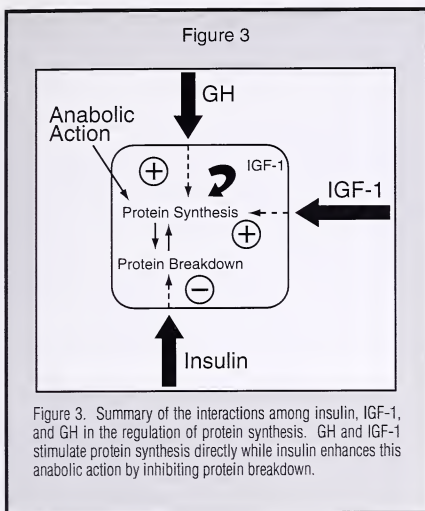 Figure 3
GH
Anabolic
Action
+
IGF-1
IGF-1
Protein Synthesis
+
Protein Breakdown
−
Insulin
Figure 3. Summary of the interactions among insulin, IGF-1,
and GH in the regulation of protein synthesis. GH and IGF-1
stimulate protein synthesis directly while insulin enhances this
anabolic action by inhibiting protein breakdown.